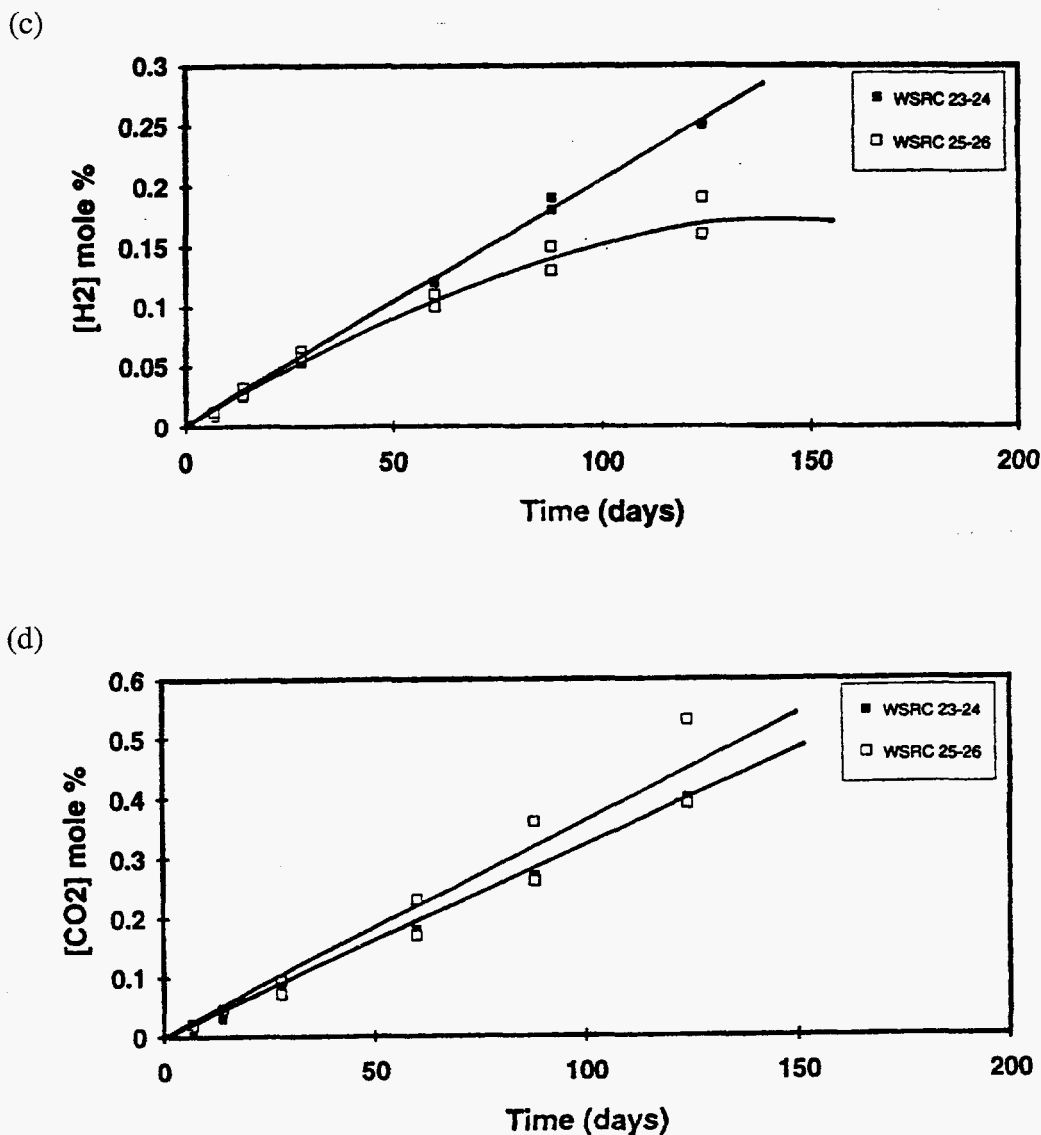 (c)
0.3
0.25
0.2
0.15
0.1
0.05
0
[H2] mole %
WSRC 23-24
WSRC 25-26
0 50 100 150 200
Time (days)
(d)
0.6
0.5
0.4
0.3
0.2
0.1
0
[CO2] mole %
WSRC 23-24
WSRC 25-26
0 50 100 150 200
Time (days)